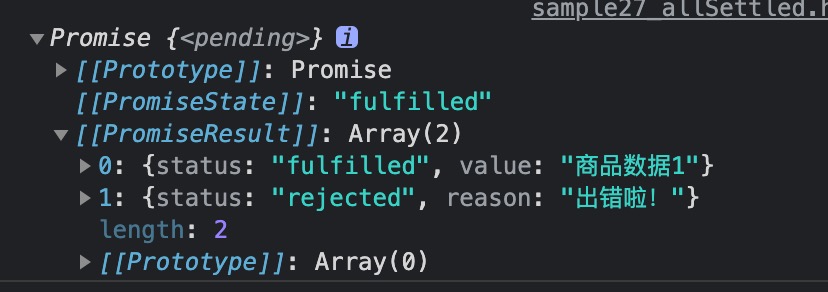 sample27_allSettled.h
Promise {<pending>} i
[[Prototype]]: Promise
[[PromiseState]]: "fulfilled"
[[PromiseResult]]: Array(2)
0: {status: "fulfilled", value: "商品数据1"}
1: {status: "rejected", reason: "出错啦！"}
length: 2
[[Prototype]]: Array(0)